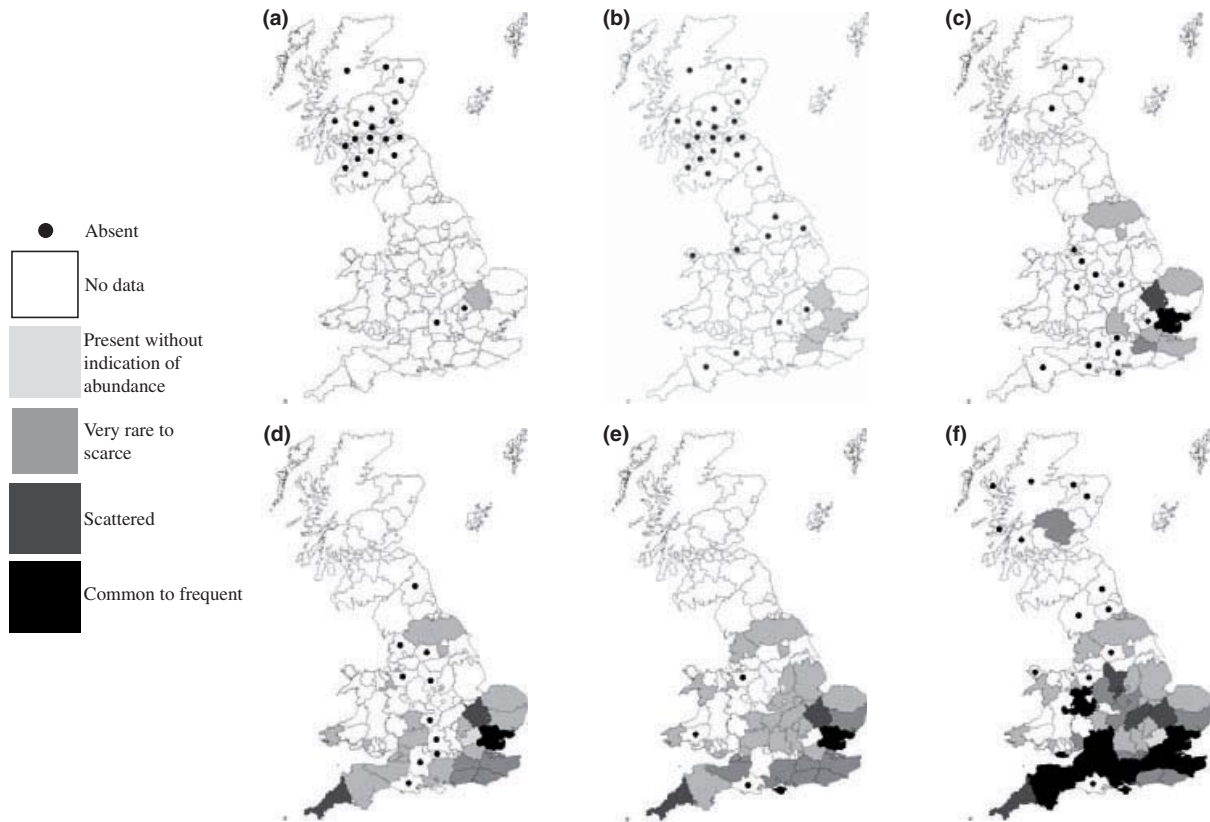 (a)
(b)
(c)
Absent
No data
Present without
indication of
abundance
Very rare to
scarce
Scattered
Common to frequent
(d)
(e)
(f)